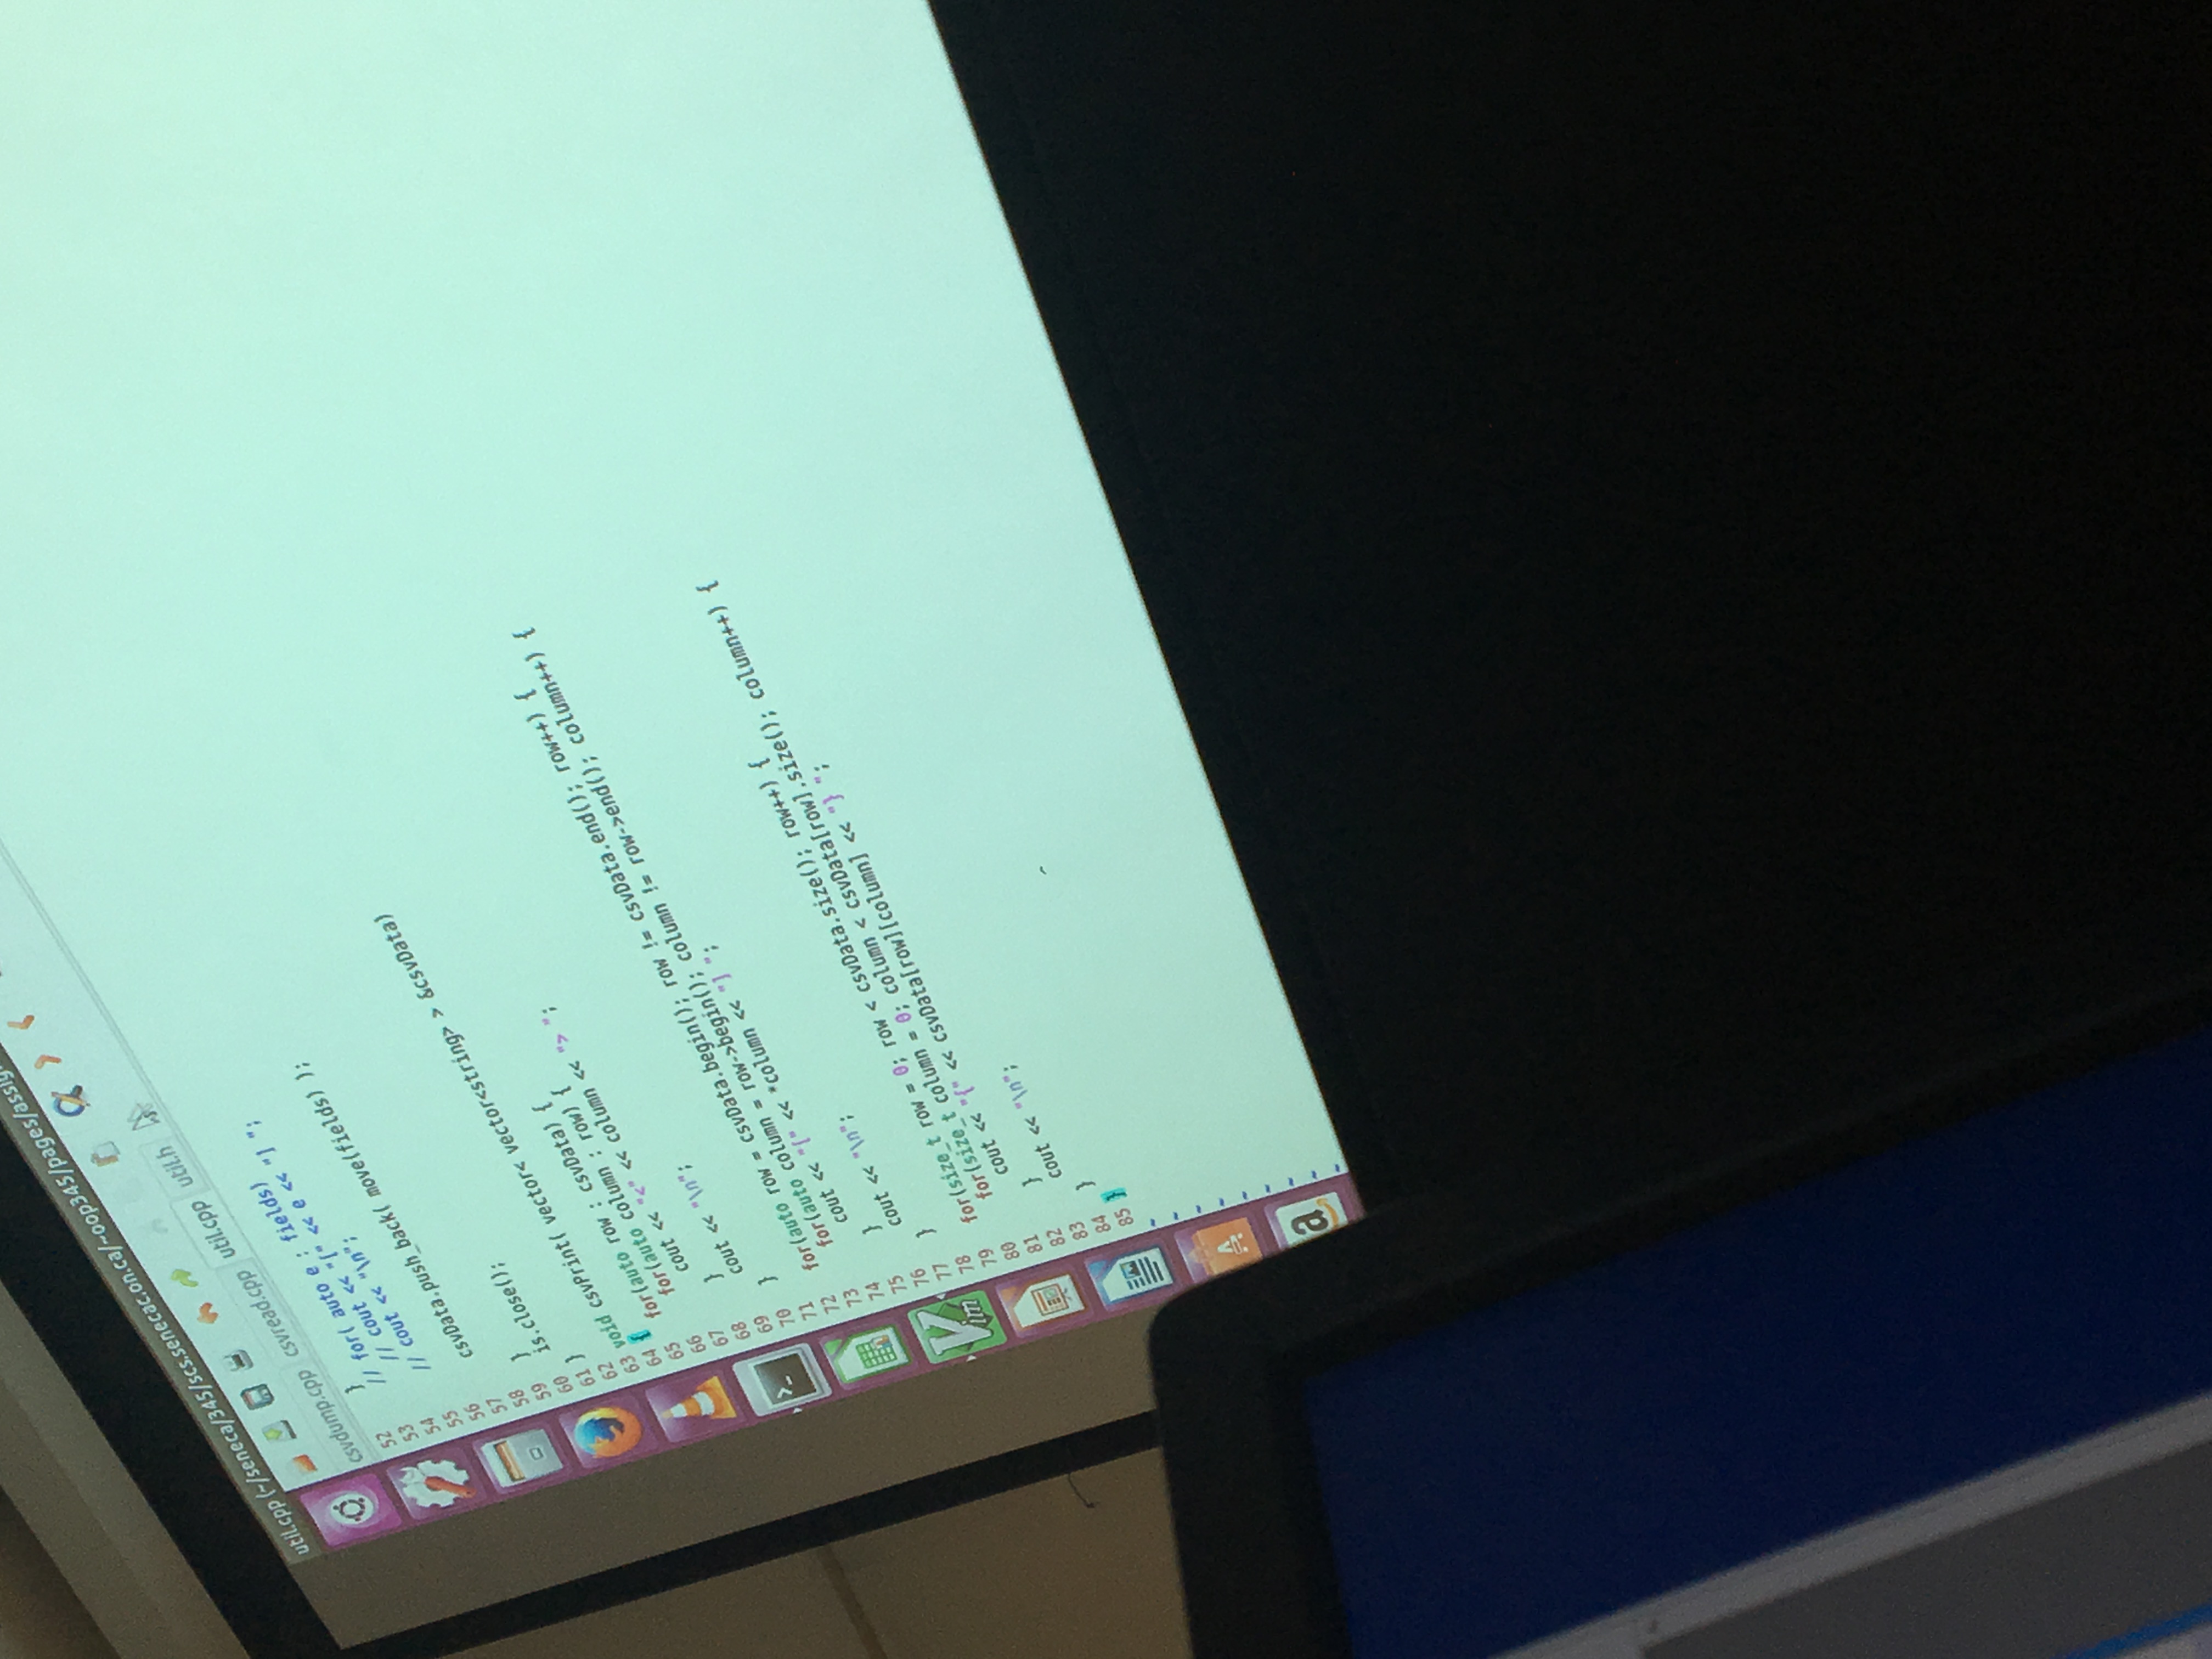 util.cpp (~/seneca/345/scs.senecac.on.ca/~oop345/pages/assig
csvdump.cpp csvread.cpp util.cpp util.h
52 }
53 // for( auto e : fields)
54 // cout << "[" << e << "] ";
55 // cout << "\n";
56
57 csvData.push_back( move(fields) );
58
59 }
60 is.close();
61 }
62
63 void csvPrint( vector< vector<string> > &csvData)
64 {
65 for(auto row : csvData) {
66 for(auto column : row) {
67 cout << "<" << column << "> ";
68 }
69 cout << "\n";
70 }
71
72 for(auto row = csvData.begin(); row != csvData.end(); row++) {
73 for(auto column = row->begin(); column != row->end(); column++) {
74 cout << "[" << *column << "] ";
75 }
76 cout << "\n";
77 }
78
79 for(size_t row = 0; row < csvData.size(); row++) {
80 for(size_t column = 0; column < csvData[row].size(); column++) {
81 cout << "{" << csvData[row][column] << "} ";
82 }
83 cout << "\n";
84 }
85 }
~
~
~
~
~
~
~
~
~
>_
Vim
A
a